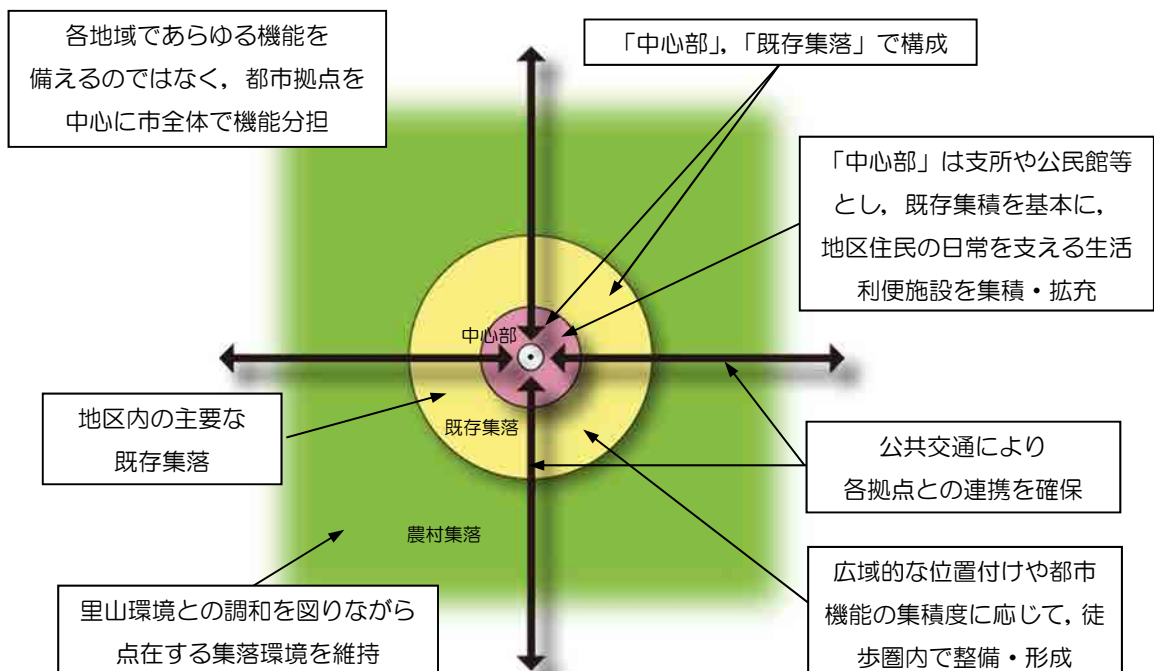 各地域であらゆる機能を
備えるのではなく，都市拠点を
中心に市全体で機能分担
「中心部」，「既存集落」で構成
「中心部」は支所や公民館等
とし，既存集積を基本に，
地区住民の日常を支える生活
利便施設を集積・拡充
中心部
地区内の主要な
既存集落
既存集落
公共交通により
各拠点との連携を確保
農村集落
里山環境との調和を図りながら
点在する集落環境を維持
広域的な位置付けや都市
機能の集積度に応じて，徒
歩圏内で整備・形成